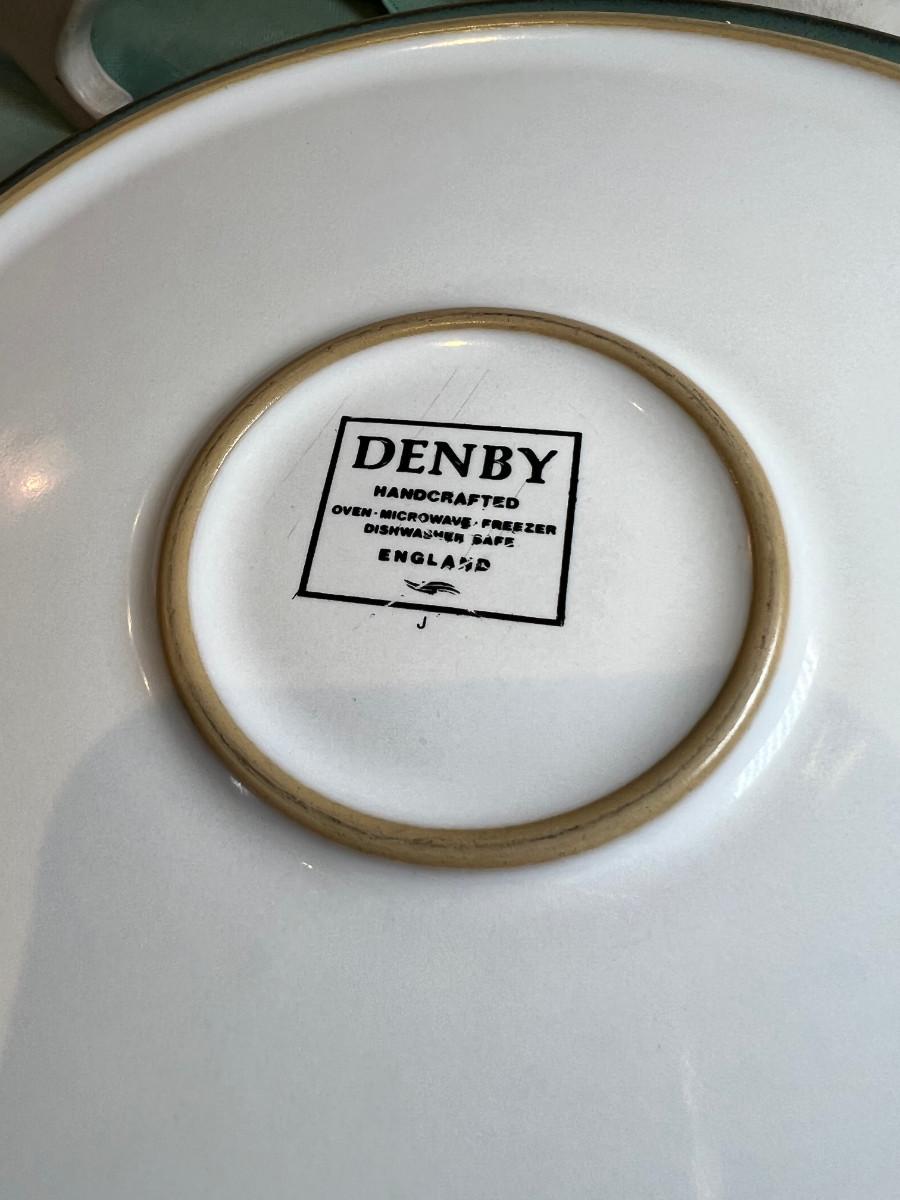 DENBY
HANDCRAFTED
OVEN·MICROWAVE·FREEZER
DISHWASHER SAFE
ENGLAND
J